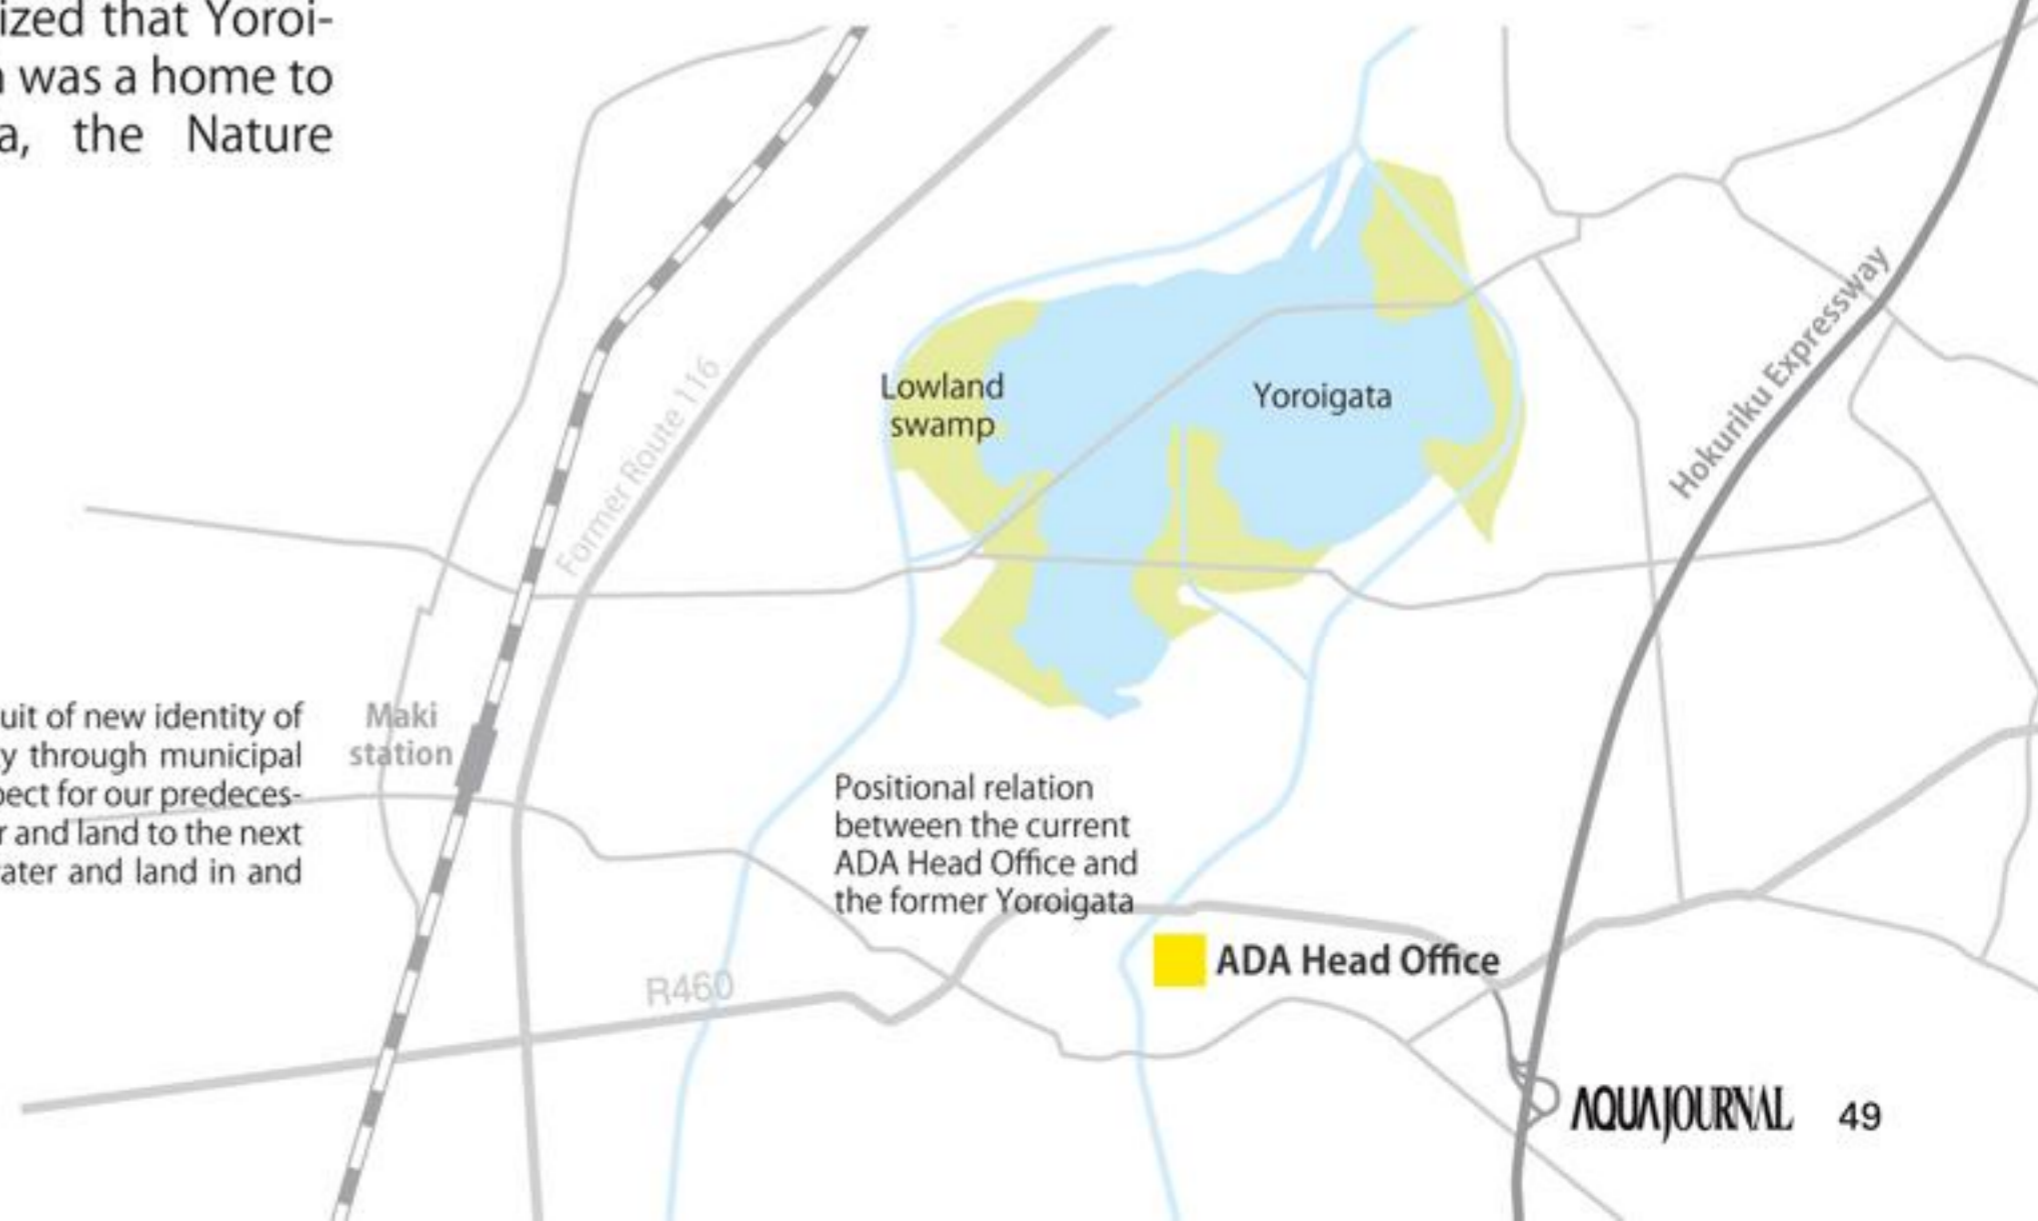 ized that Yoroi-
was a home to
a, the Nature
Former Route 116
Lowland
swamp
Yoroigata
Hokuriku Expressway
uit of new identity of
y through municipal
pect for our predeces-
r and land to the next
ater and land in and
Maki
station
Positional relation
between the current
ADA Head Office and
the former Yoroigata
ADA Head Office
R460
AQUA JOURNAL 49